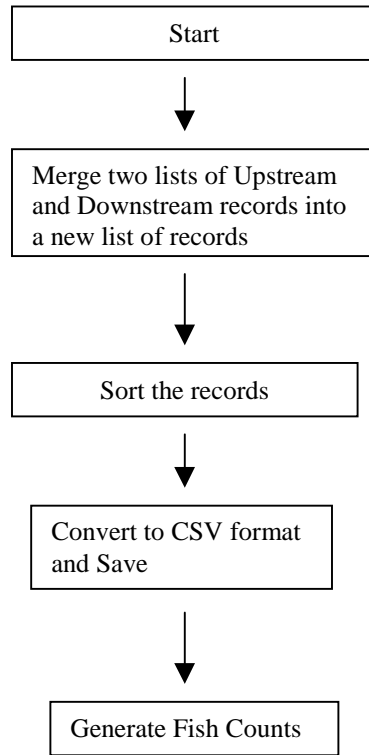 Start
Merge two lists of Upstream
and Downstream records into
a new list of records
Sort the records
Convert to CSV format
and Save
Generate Fish Counts